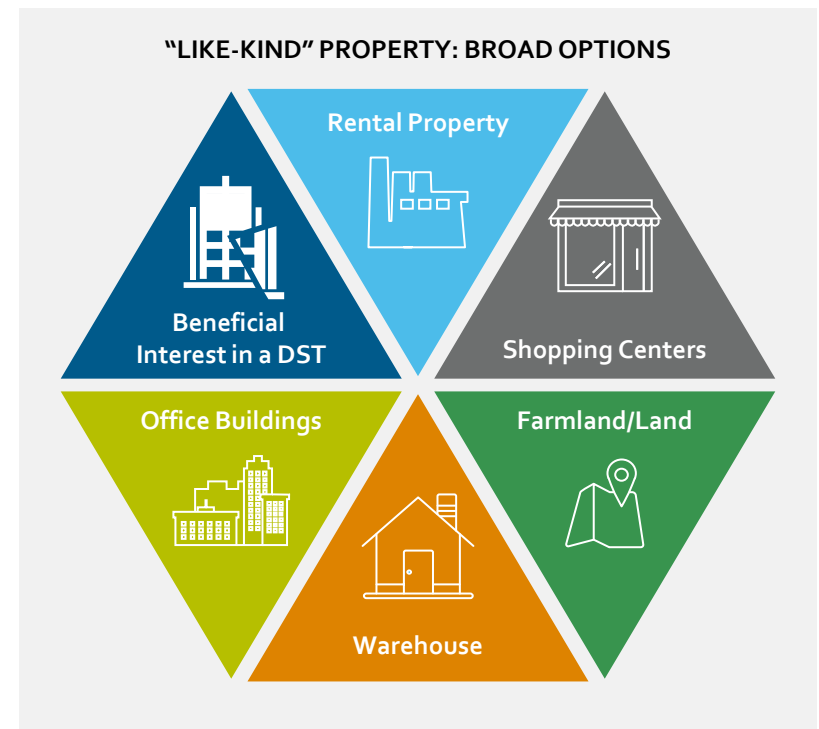 “LIKE-KIND” PROPERTY: BROAD OPTIONS
Rental Property
Beneficial
Interest in a DST
Shopping Centers
Office Buildings
Farmland/Land
Warehouse